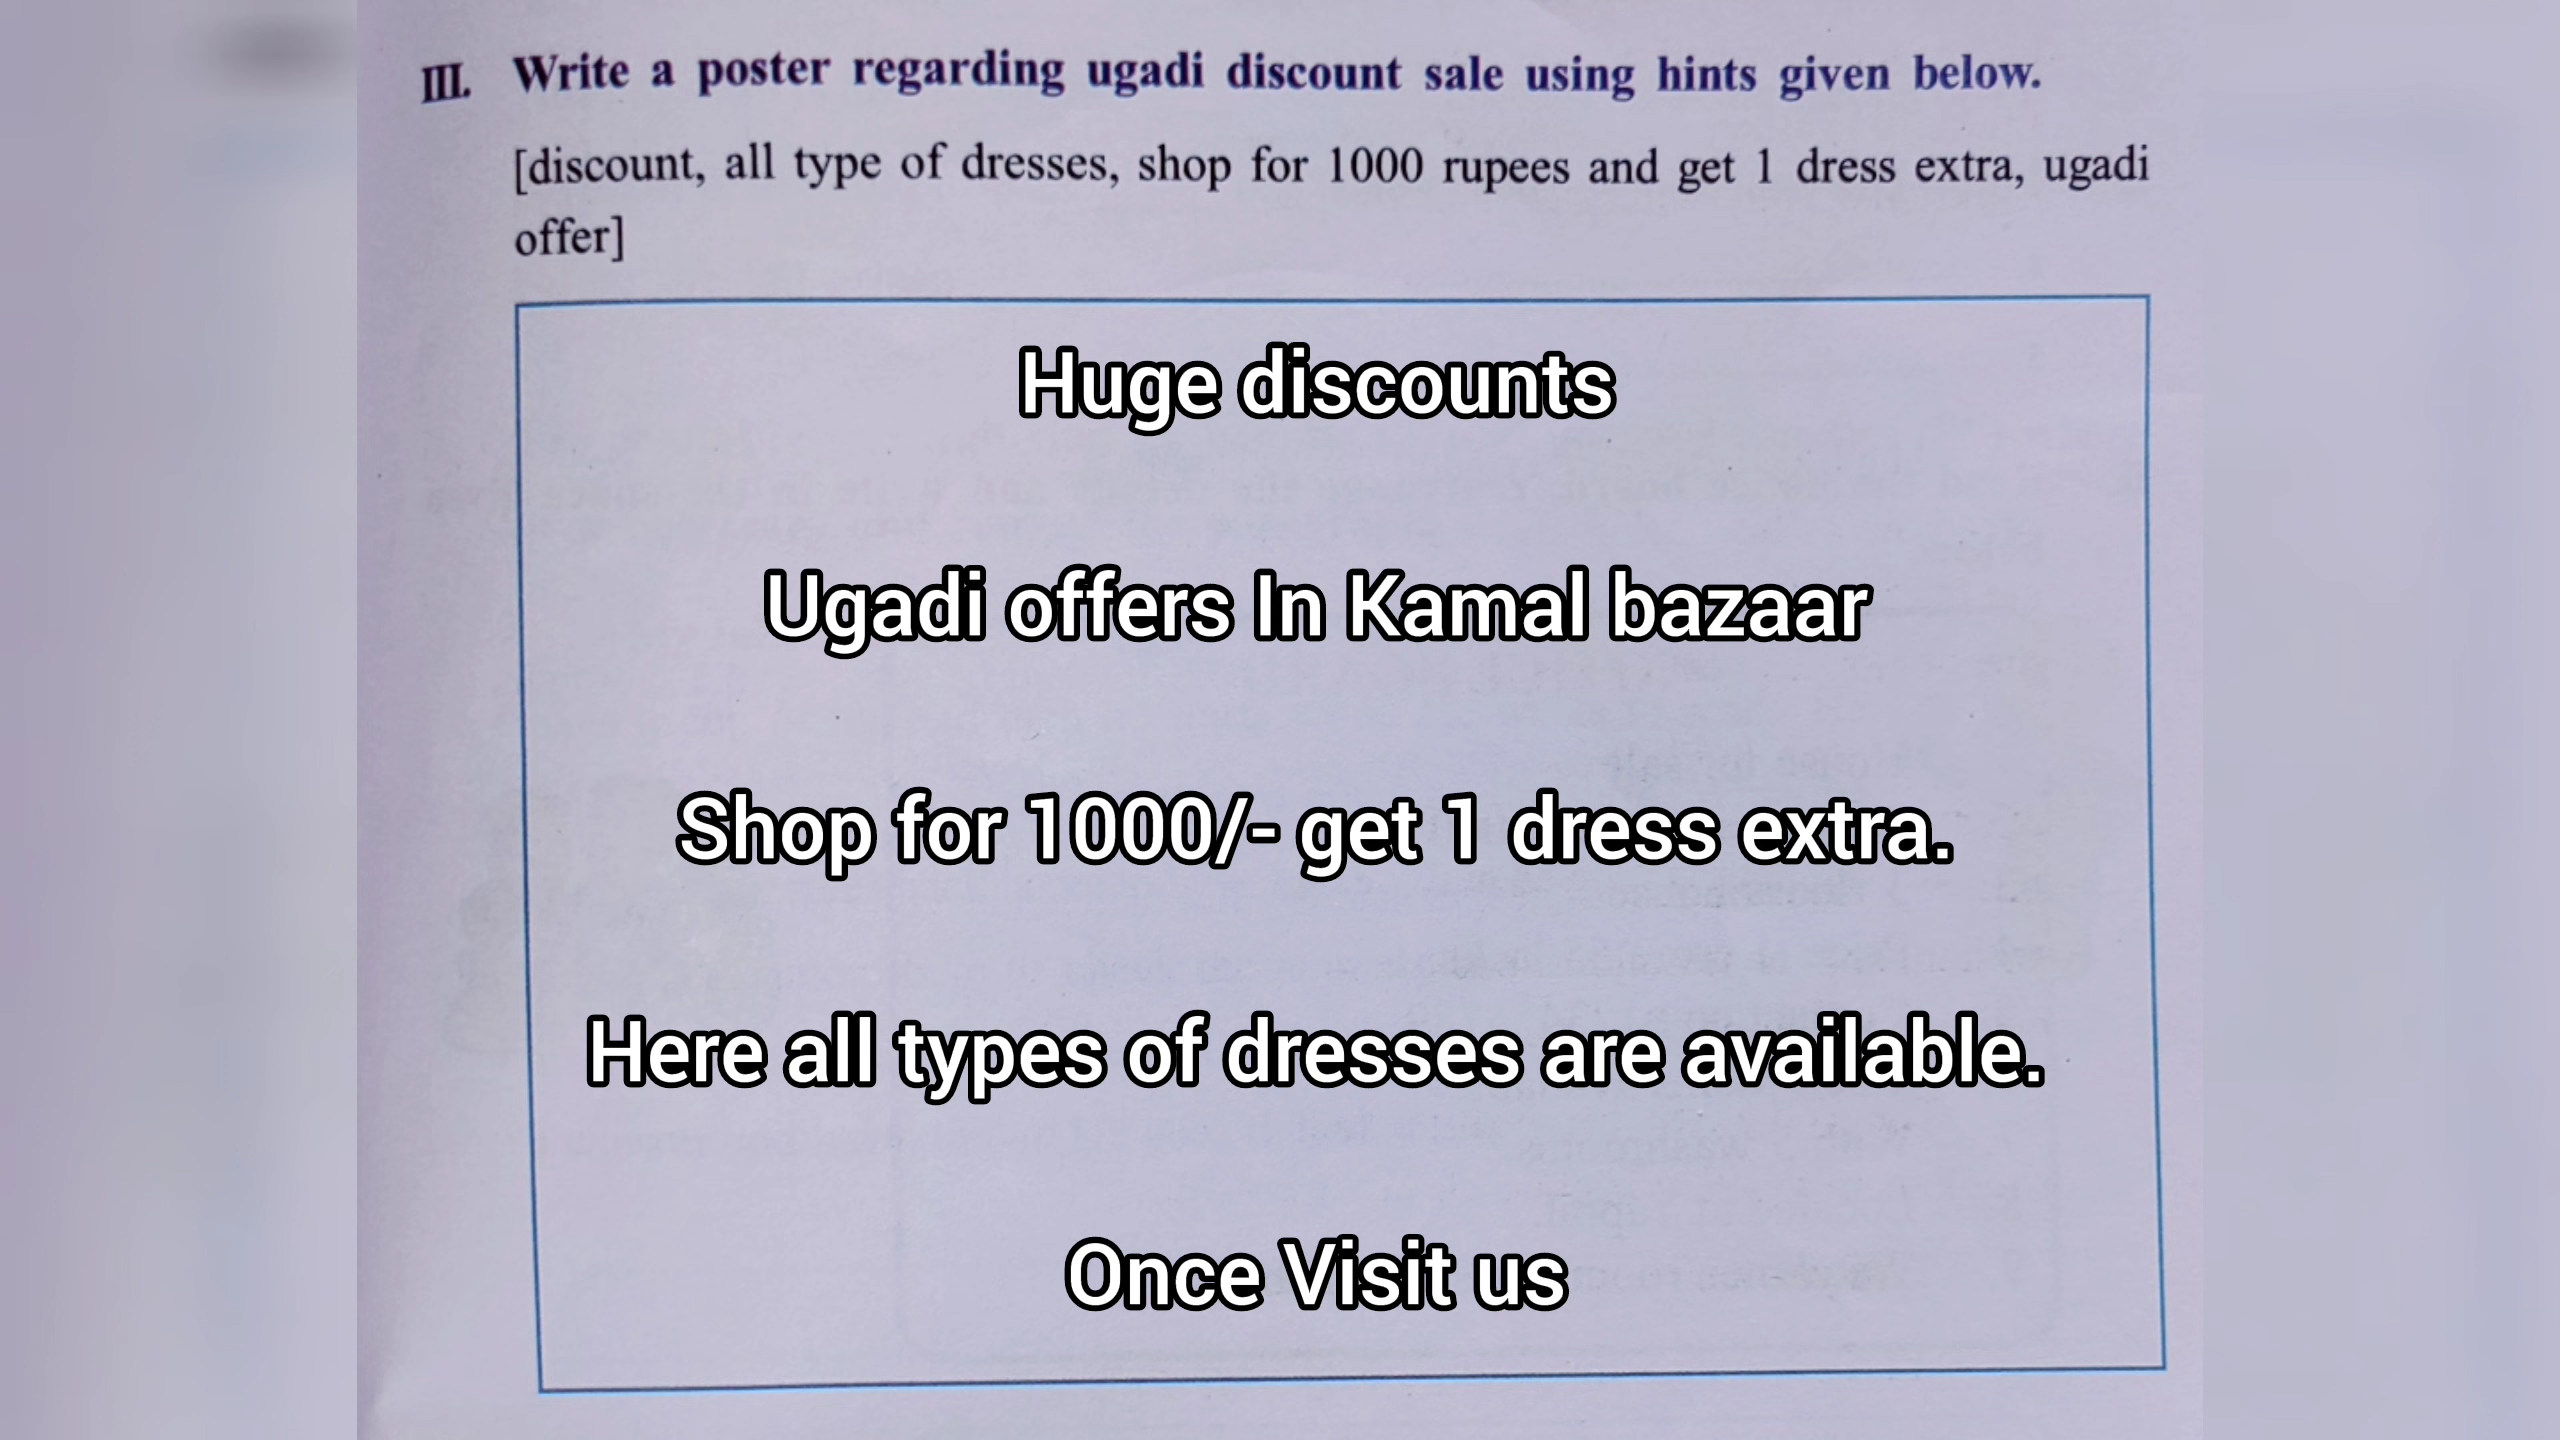 III. Write a poster regarding ugadi discount sale using hints given below.
[discount, all type of dresses, shop for 1000 rupees and get 1 dress extra, ugadi
offer]
Huge discounts
Ugadi offers In Kamal bazaar
Shop for 1000/- get 1 dress extra.
Here all types of dresses are available.
Once Visit us